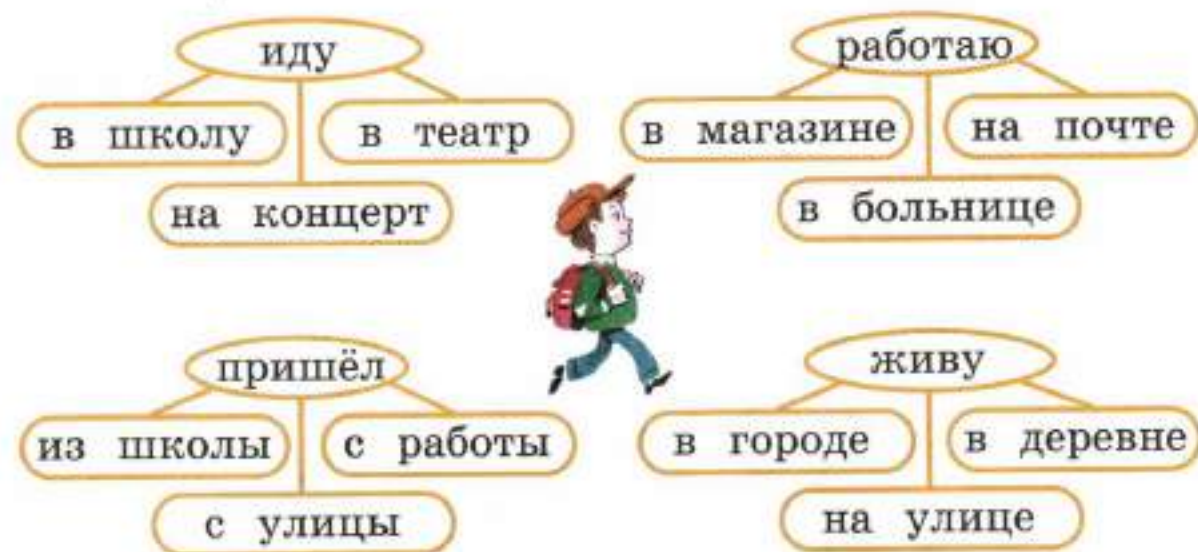 иду
в школу
в театр
на концерт
работаю
в магазине
на почте
в больнице
пришёл
из школы
с работы
с улицы
живу
в городе
в деревне
на улице